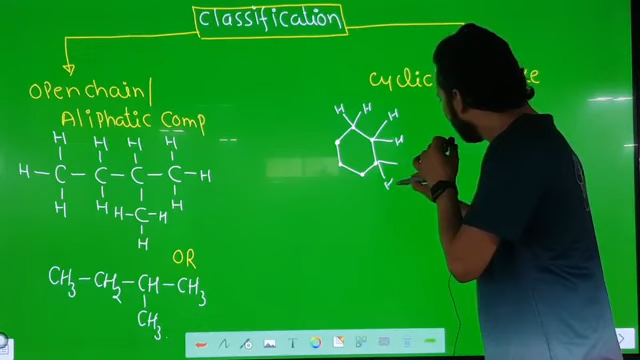 Classification
Open chain/
Aliphatic Comp
H H H H
H-C-C-C-C-H
H H H
H-C-H
H
OR
CH3-CH2-CH-CH3
CH3
Cyclic
H H H
H
H
T